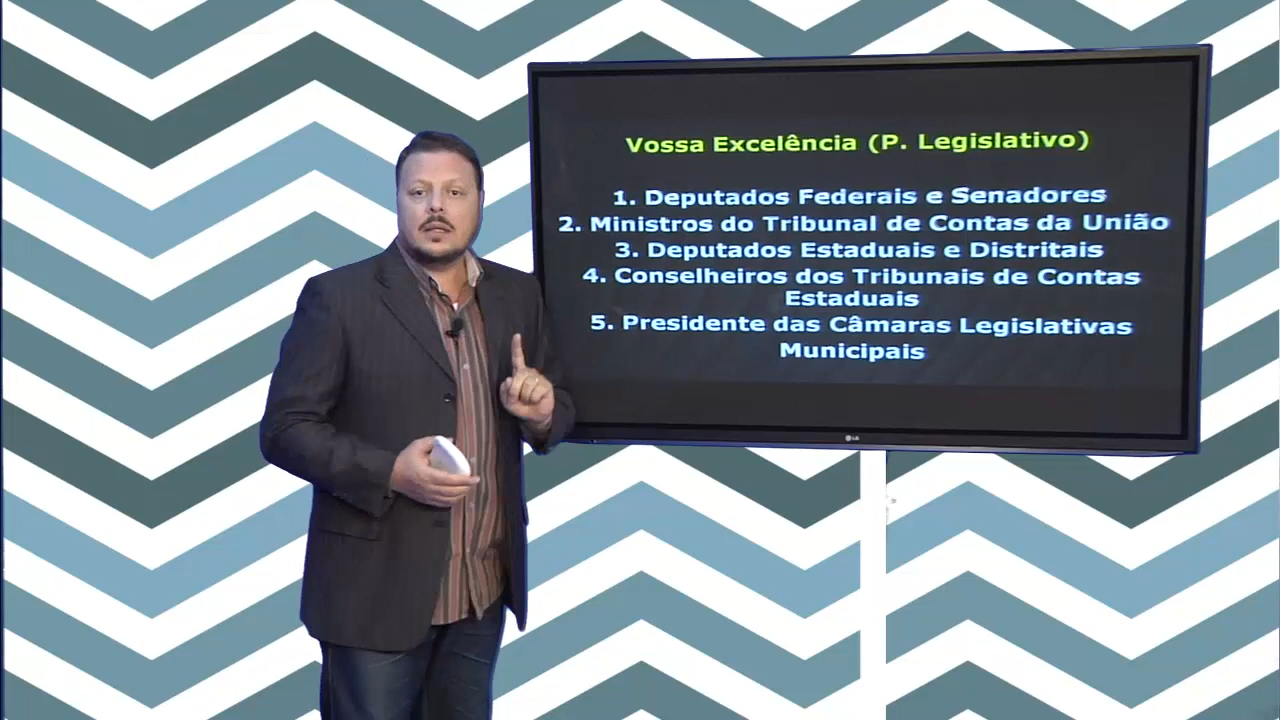 Vossa Excelência (P. Legislativo)
1. Deputados Federais e Senadores
2. Ministros do Tribunal de Contas da União
3. Deputados Estaduais e Distritais
4. Conselheiros dos Tribunais de Contas
Estaduais
5. Presidente das Câmaras Legislativas
Municipais
LG